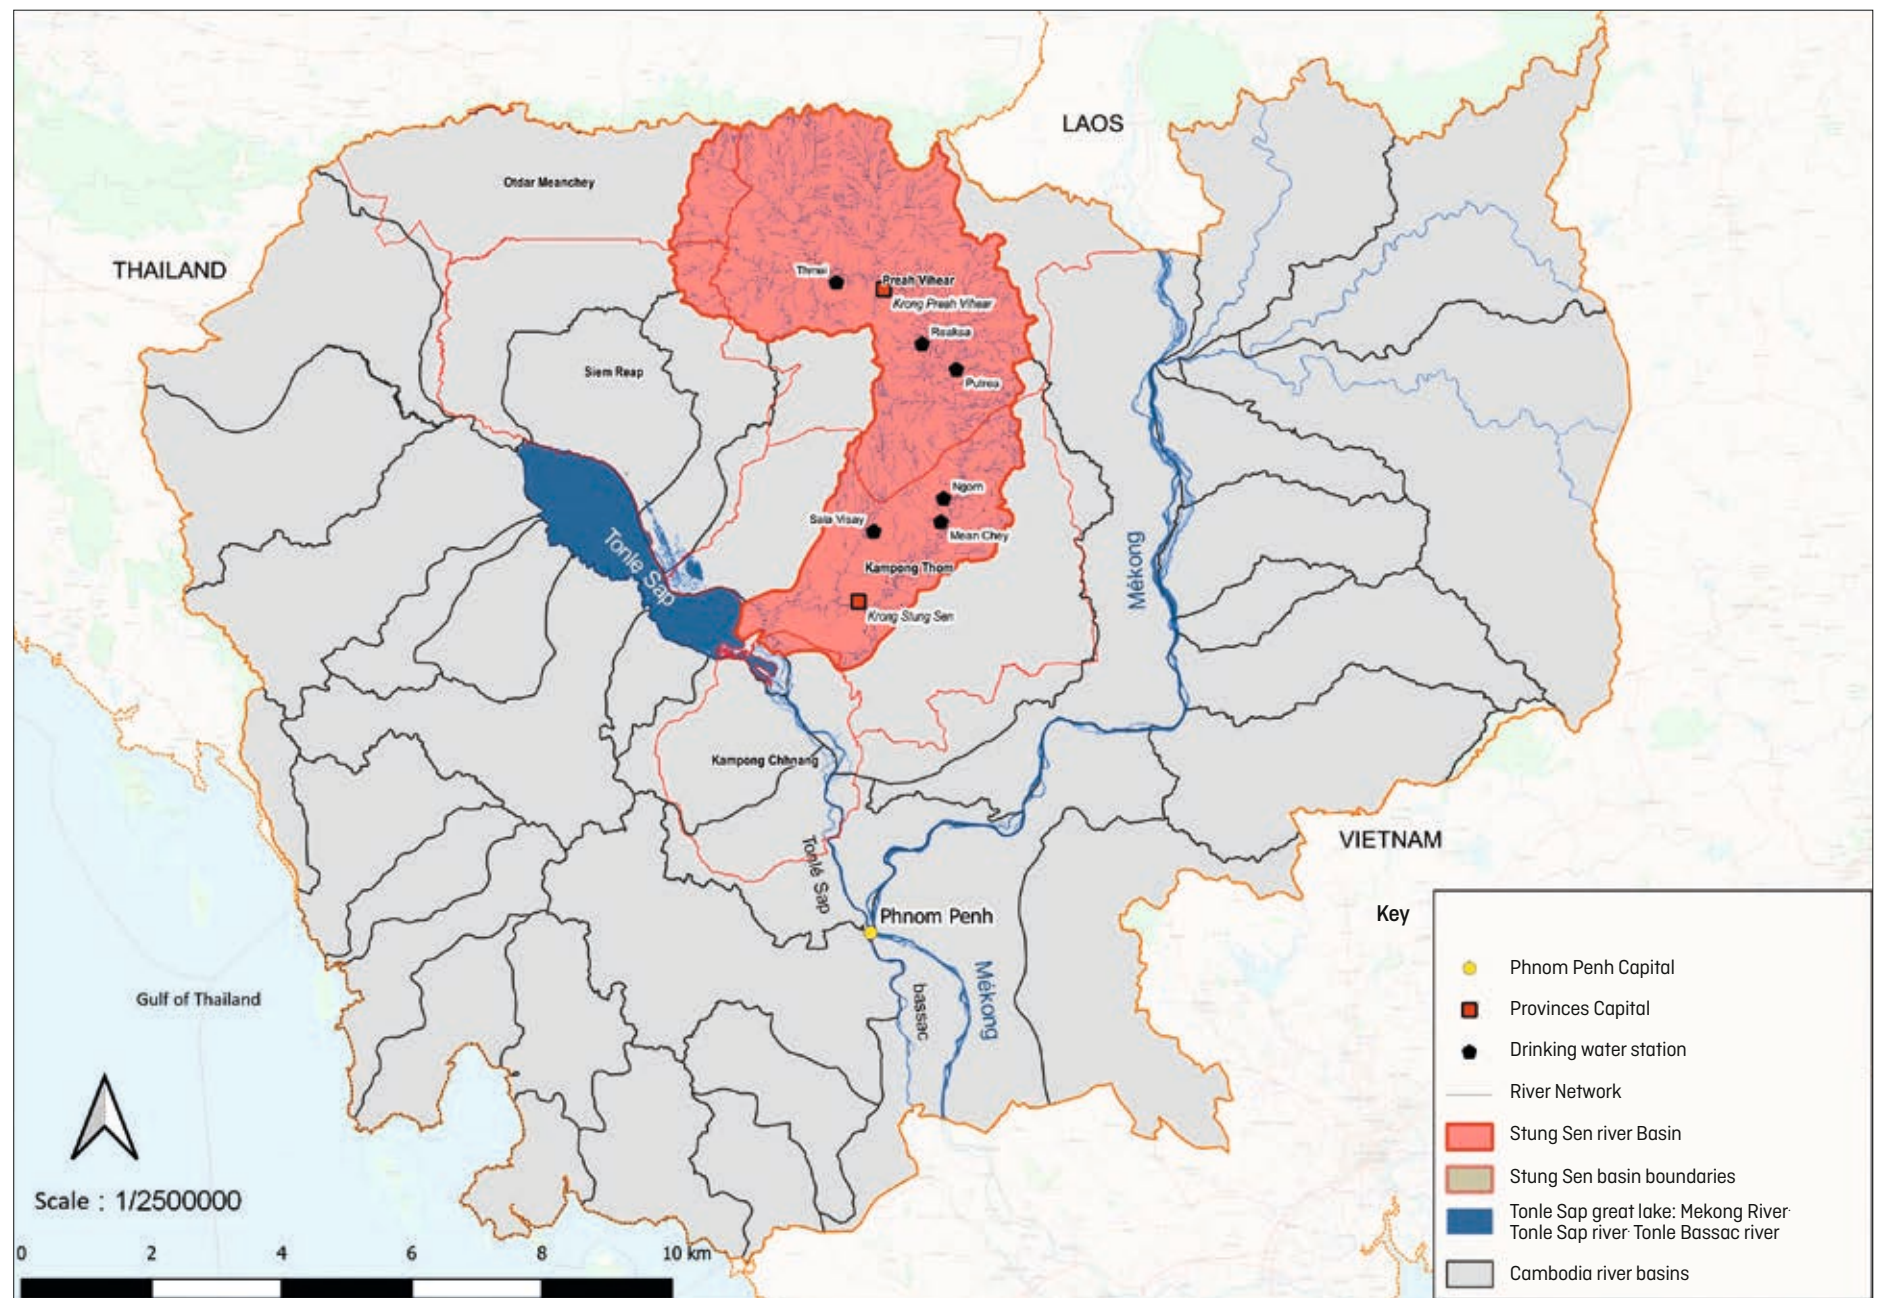 LAOS
Otdar Meanchey
THAILAND
Thmei
Preah Vihear
Krong Preah Vihear
Reaksa
Siem Reap
Putrea
Ngorn
Sala Visay
Mean Chey
Tonle Sap
Kampong Thom
Mékong
Krong Stung Sen
Kampong Chhnang
Tonlé Sap
VIETNAM
Phnom Penh
Mékong
bassac
Gulf of Thailand
Scale : 1/2500000
0 2 4 6 8 10 km
Key
Phnom Penh Capital
Provinces Capital
Drinking water station
River Network
Stung Sen river Basin
Stung Sen basin boundaries
Tonle Sap great lake: Mekong River-
Tonle Sap river- Tonle Bassac river
Cambodia river basins